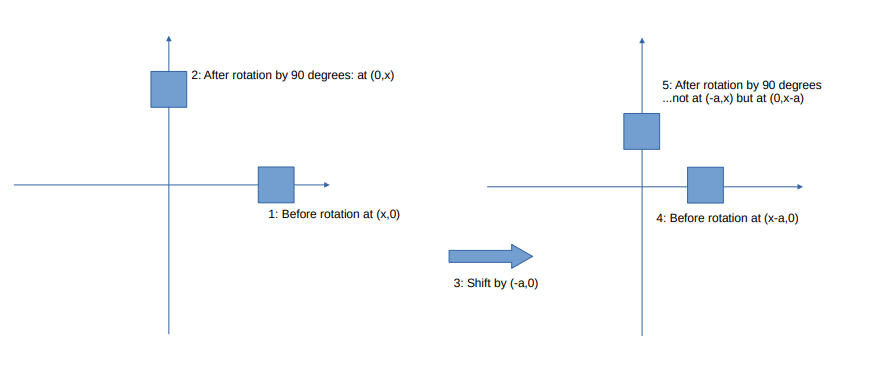 2: After rotation by 90 degrees: at (0,x)
1: Before rotation at (x,0)
3: Shift by (-a,0)
5: After rotation by 90 degrees
...not at (-a,x) but at (0,x-a)
4: Before rotation at (x-a,0)